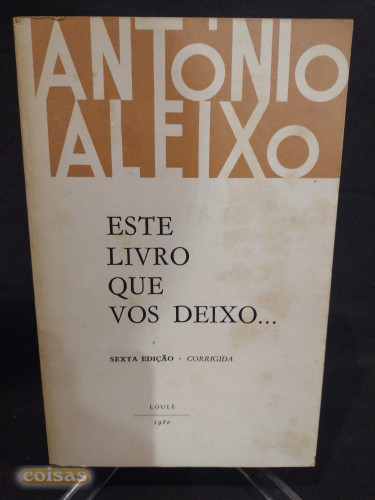 ANTÓNIO
ALEIXO
ESTE
LIVRO
QUE
VOS DEIXO...
SEXTA EDIÇÃO - CORRIGIDA
LOULÉ
1980
coisas